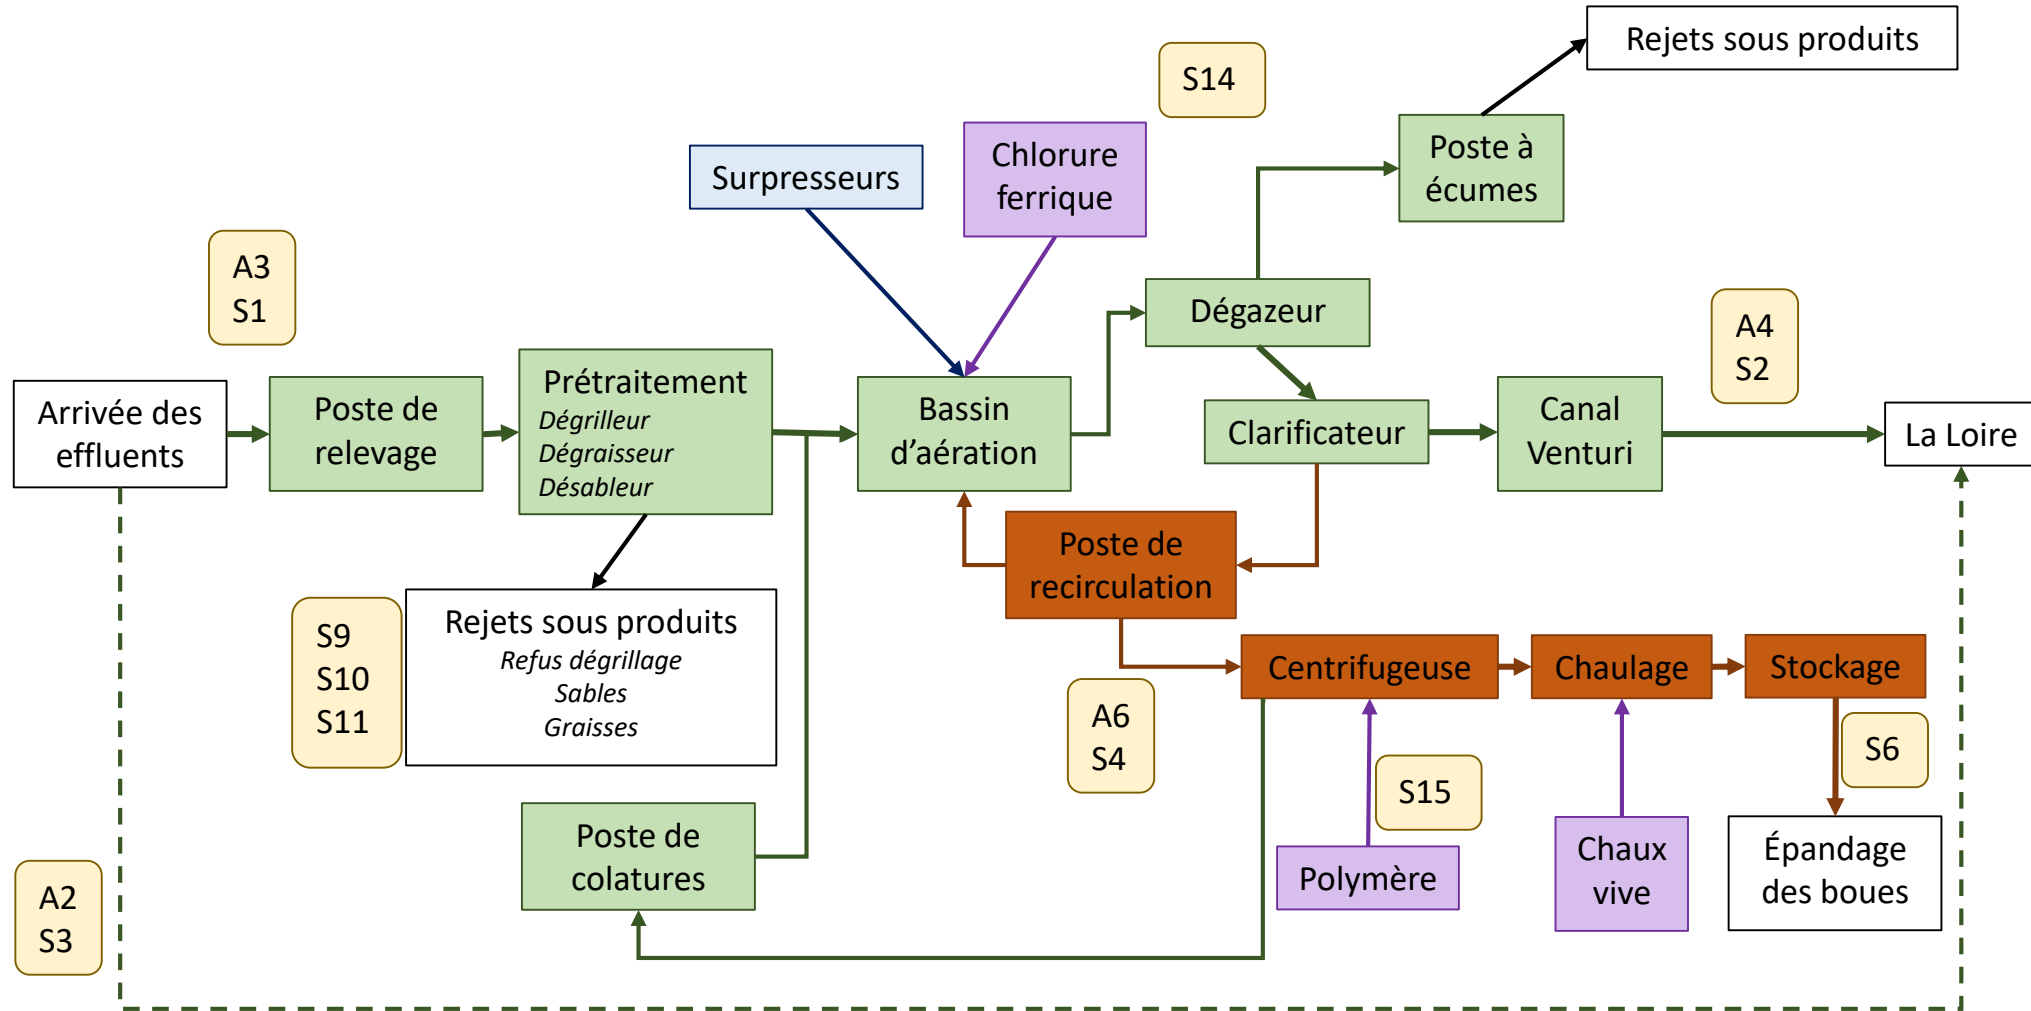 Rejets sous produits
S14
Poste à
écumes
Chlorure
ferrique
Surpresseurs
A3
S1
Dégazeur
A4
S2
Arrivée des
effluents
Poste de
relevage
Prétraitement
Dégrilleur
Dégraisseur
Désableur
Bassin
d’aération
Clarificateur
Canal
Venturi
La Loire
Poste de
recirculation
S9
S10
S11
Rejets sous produits
Refus dégrillage
Sables
Graisses
Centrifugeuse
Chaulage
Stockage
A6
S4
S15
S6
Poste de
colatures
Polymère
Chaux
vive
Épandage
des boues
A2
S3